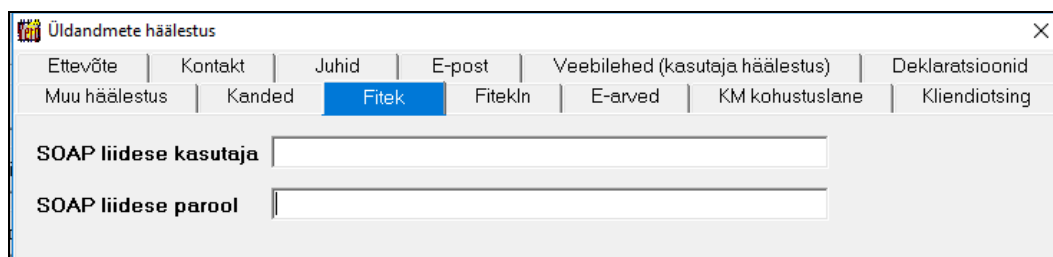 Üldandmete häälestus
Ettevõte Kontakt Juhid E-post Veebilehed (kasutaja häälestus) Deklaratsioonid
Muu häälestus Kanded Fitek FitekIn E-arved KM kohustuslane Kliendiotsing
SOAP liidese kasutaja
SOAP liidese parool